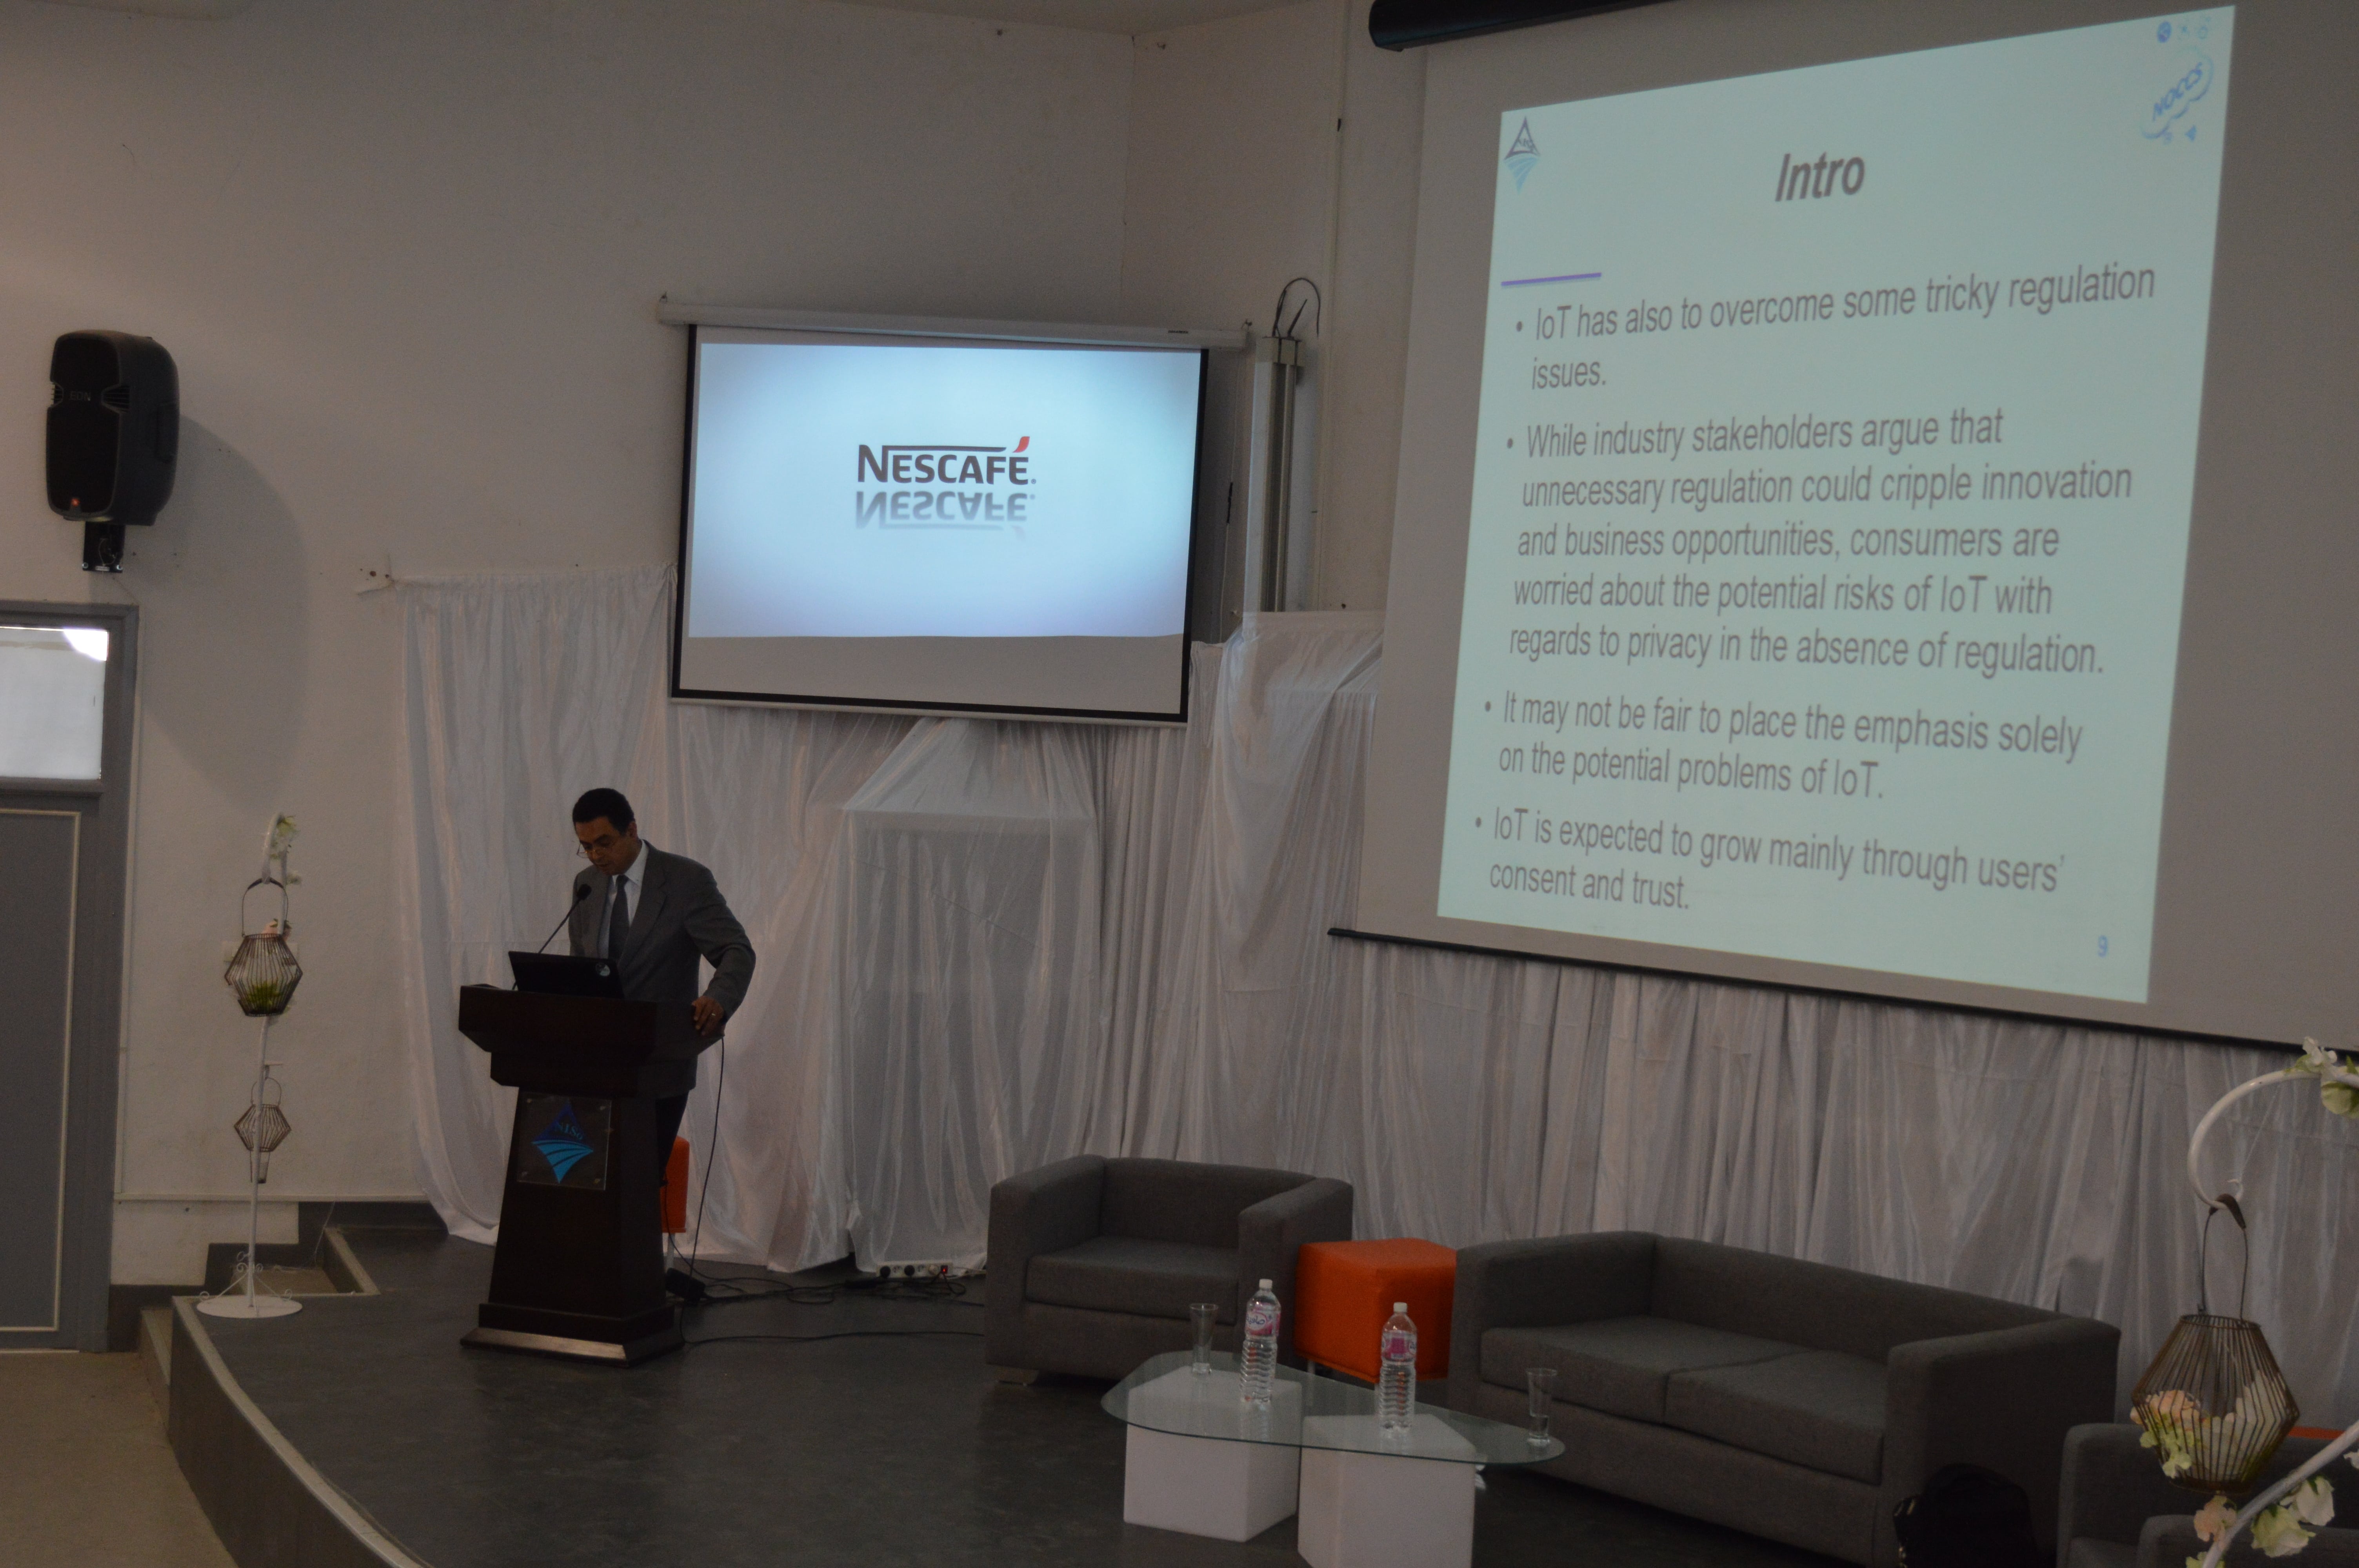 EON
NESCAFÉ
NOCCS
Intro
• IoT has also to overcome some tricky regulation
issues.
• While industry stakeholders argue that
unnecessary regulation could cripple innovation
and business opportunities, consumers are
worried about the potential risks of IoT with
regards to privacy in the absence of regulation.
• It may not be fair to place the emphasis solely
on the potential problems of IoT.
• IoT is expected to grow mainly through users’
consent and trust.
9